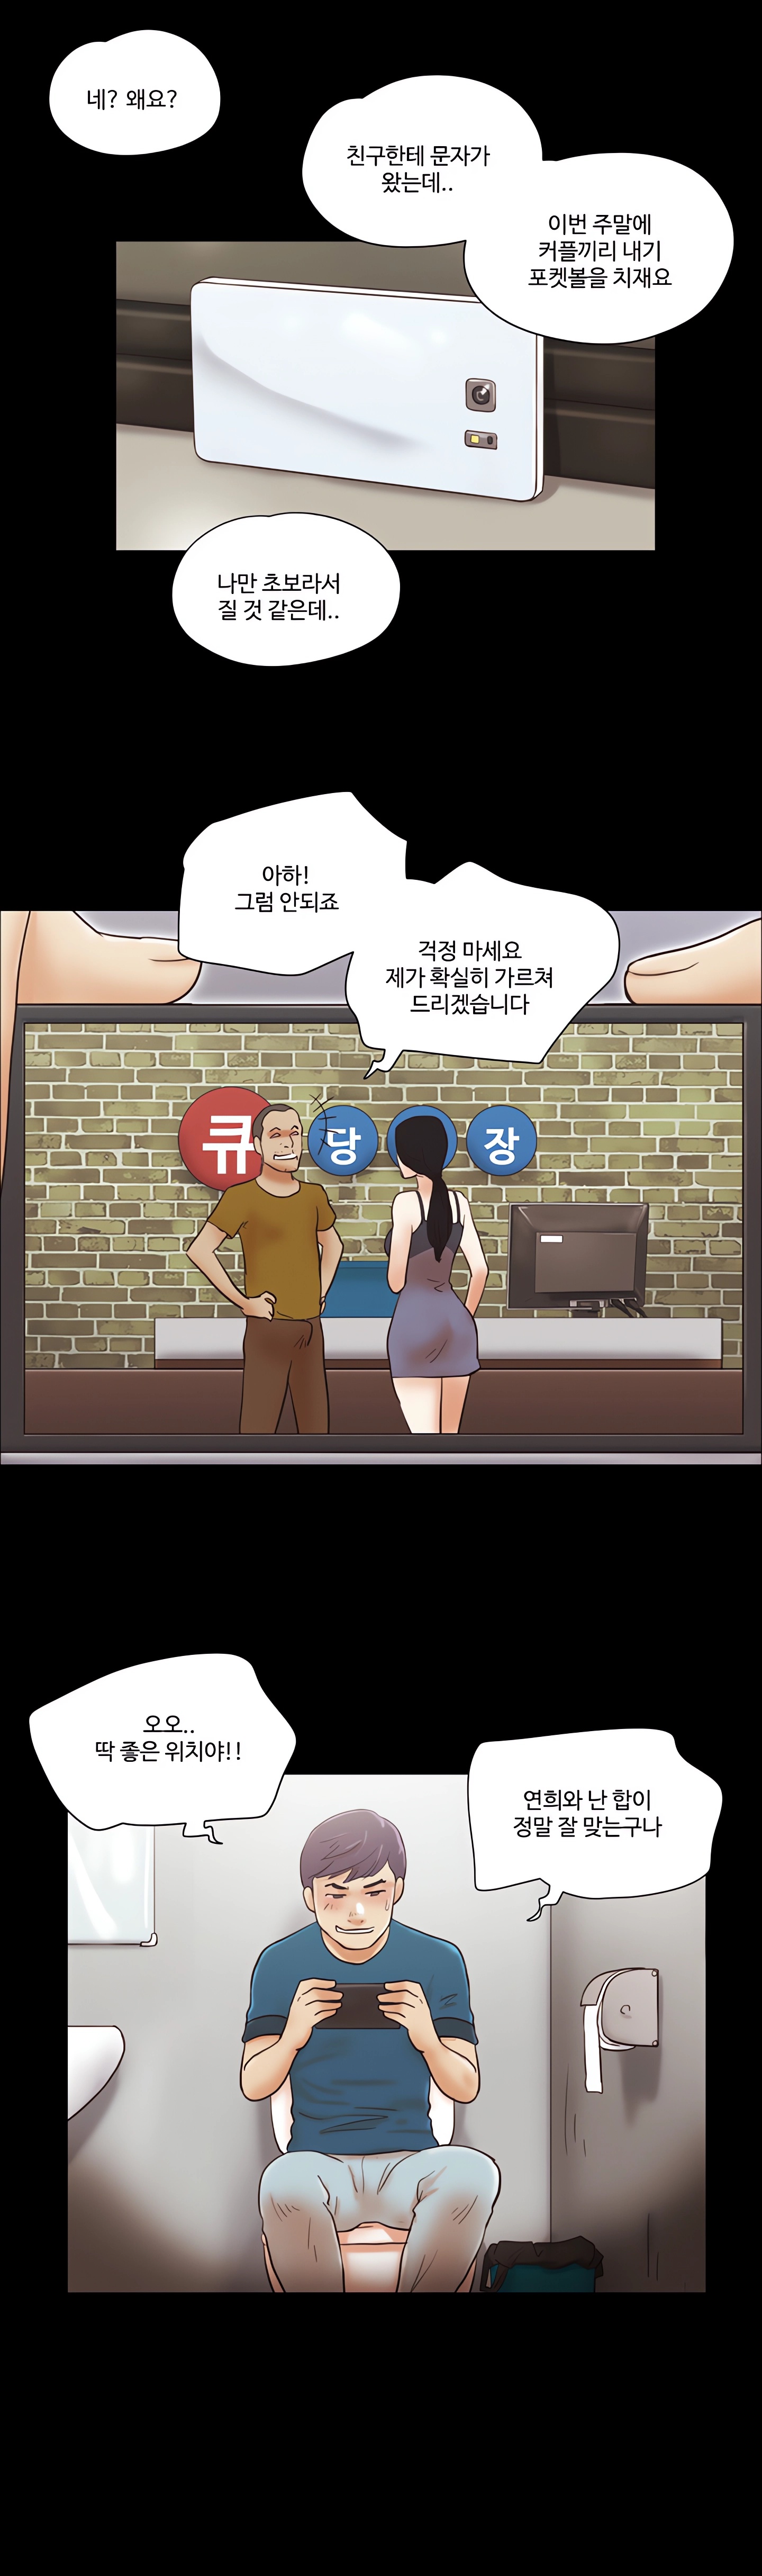 네? 왜요?
친구한테 문자가
왔는데..
이번 주말에
커플끼리 내기
포켓볼을 치재요
나만 초보라서
질 것 같은데..
아하!
그럼 안되죠
걱정 마세요
제가 확실히 가르쳐
드리겠습니다
큐 당 장
오오..
딱 좋은 위치야!!
연희와 난 합이
정말 잘 맞는구나